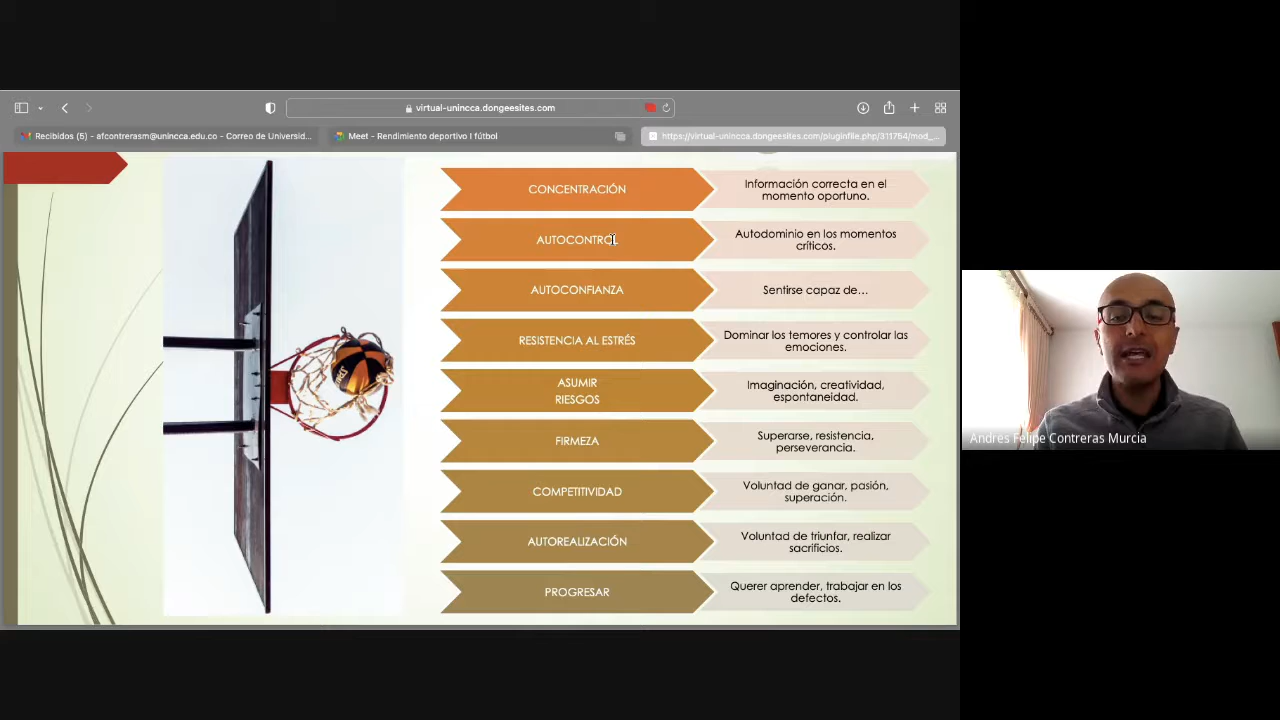 virtual-unincca.dongeesites.com
Recibidos (5) - afcontrerasm@unincca.edu.co - Correo de Universid...
Meet - Rendimiento deportivo I fútbol
https://virtual-unincca.dongeesites.com/pluginfile.php/311754/mod_...
CONCENTRACIÓN
Información correcta en el
momento oportuno.
AUTOCONTROL
Autodominio en los momentos
críticos.
AUTOCONFIANZA
Sentirse capaz de...
RESISTENCIA AL ESTRÉS
Dominar los temores y controlar las
emociones.
ASUMIR
RIESGOS
Imaginación, creatividad,
espontaneidad.
FIRMEZA
Superarse, resistencia,
perseverancia.
COMPETITIVIDAD
Voluntad de ganar, pasión,
superación.
AUTOREALIZACIÓN
Voluntad de triunfar, realizar
sacrificios.
PROGRESAR
Querer aprender, trabajar en los
defectos.
Andres Felipe Contreras Murcia